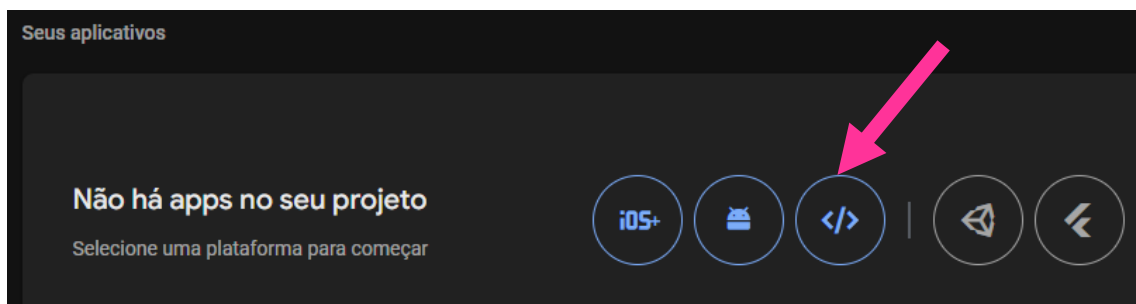 Seus aplicativos
Não há apps no seu projeto
Selecione uma plataforma para começar
iOS+
</>